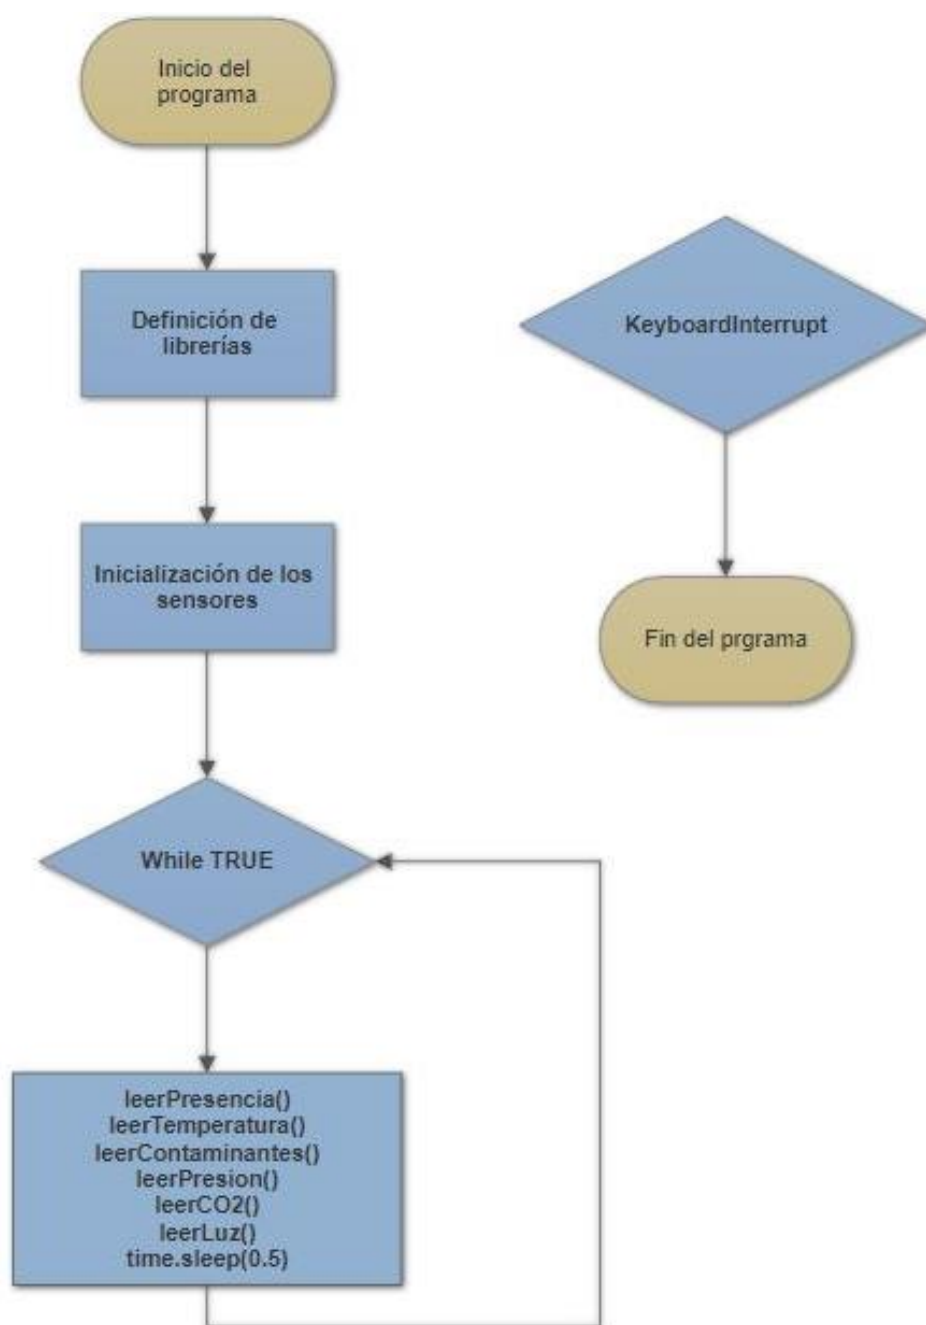 Inicio del
programa
Definición de
librerías
Inicialización de los
sensores
While TRUE
leerPresencia()
leerTemperatura()
leerContaminantes()
leerPresion()
leerCO2()
leerLuz()
time.sleep(0.5)
KeyboardInterrupt
Fin del prgrama